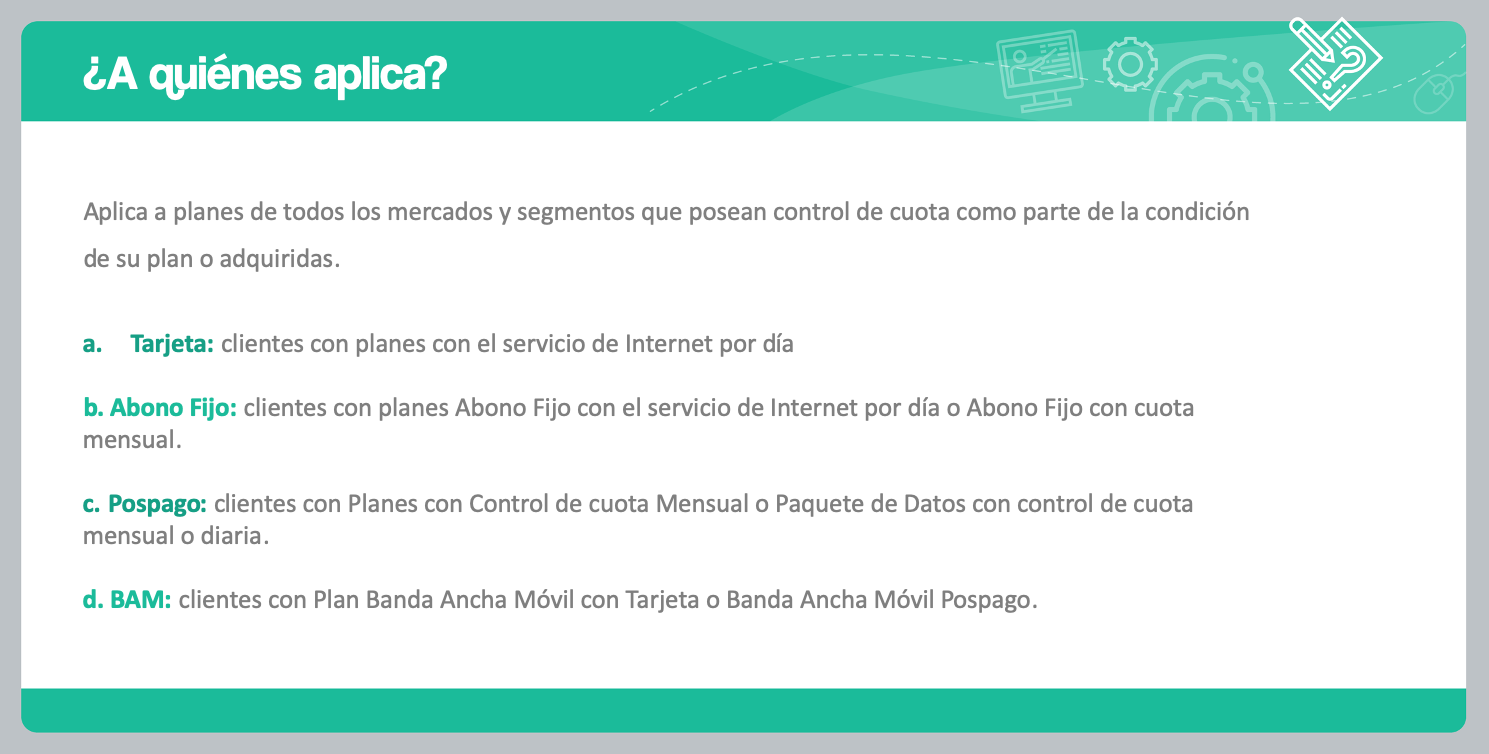 ¿A quiénes aplica?
Aplica a planes de todos los mercados y segmentos que posean control de cuota como parte de la condición
de su plan o adquiridas.
a. Tarjeta: clientes con planes con el servicio de Internet por día
b. Abono Fijo: clientes con planes Abono Fijo con el servicio de Internet por día o Abono Fijo con cuota
mensual.
c. Pospago: clientes con Planes con Control de cuota Mensual o Paquete de Datos con control de cuota
mensual o diaria.
d. BAM: clientes con Plan Banda Ancha Móvil con Tarjeta o Banda Ancha Móvil Pospago.